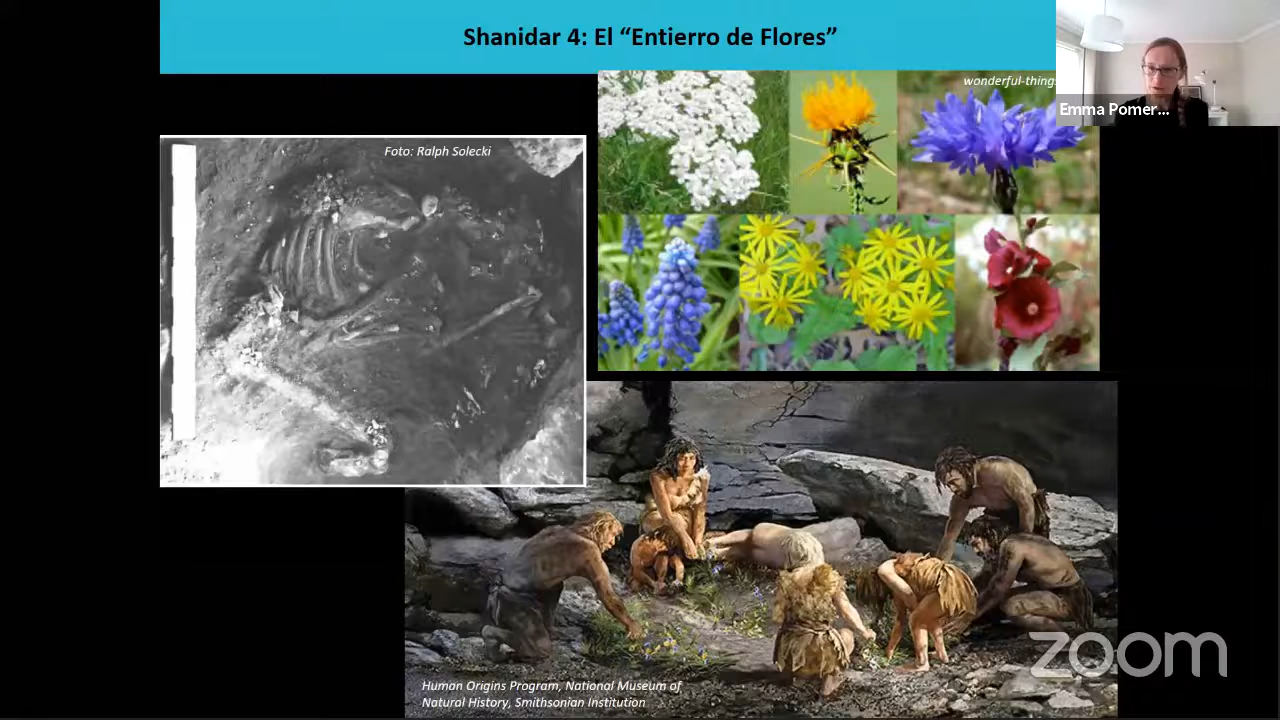 Shanidar 4: El “Entierro de Flores”
wonderful-things
Emma Pomer...
Foto: Ralph Solecki
Human Origins Program, National Museum of
Natural History, Smithsonian Institution
zoom